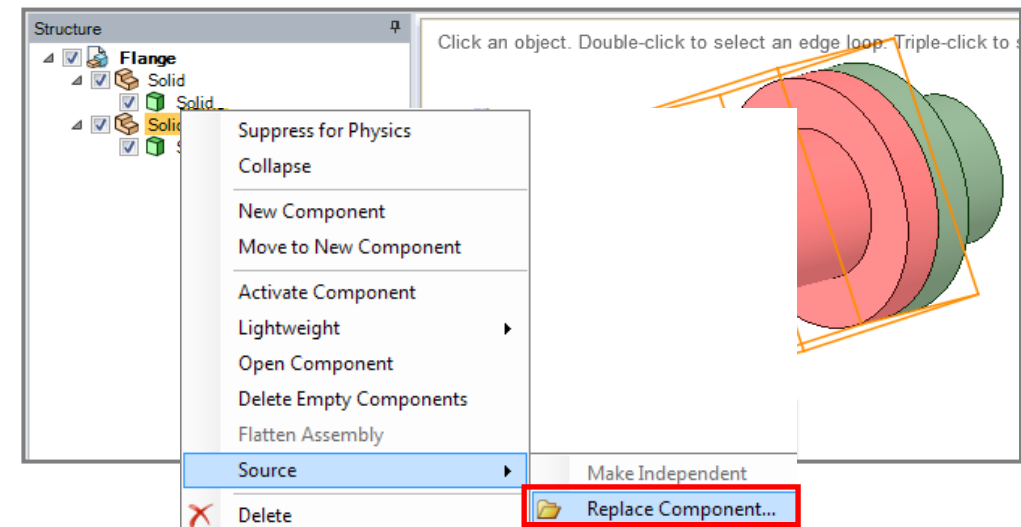 Structure
Click an object. Double-click to select an edge loop. Triple-click to
Flange
Solid
Solid
Solid
Suppress for Physics
Collapse
New Component
Move to New Component
Activate Component
Lightweight
Open Component
Delete Empty Components
Flatten Assembly
Source
Make Independent
Replace Component...
Delete